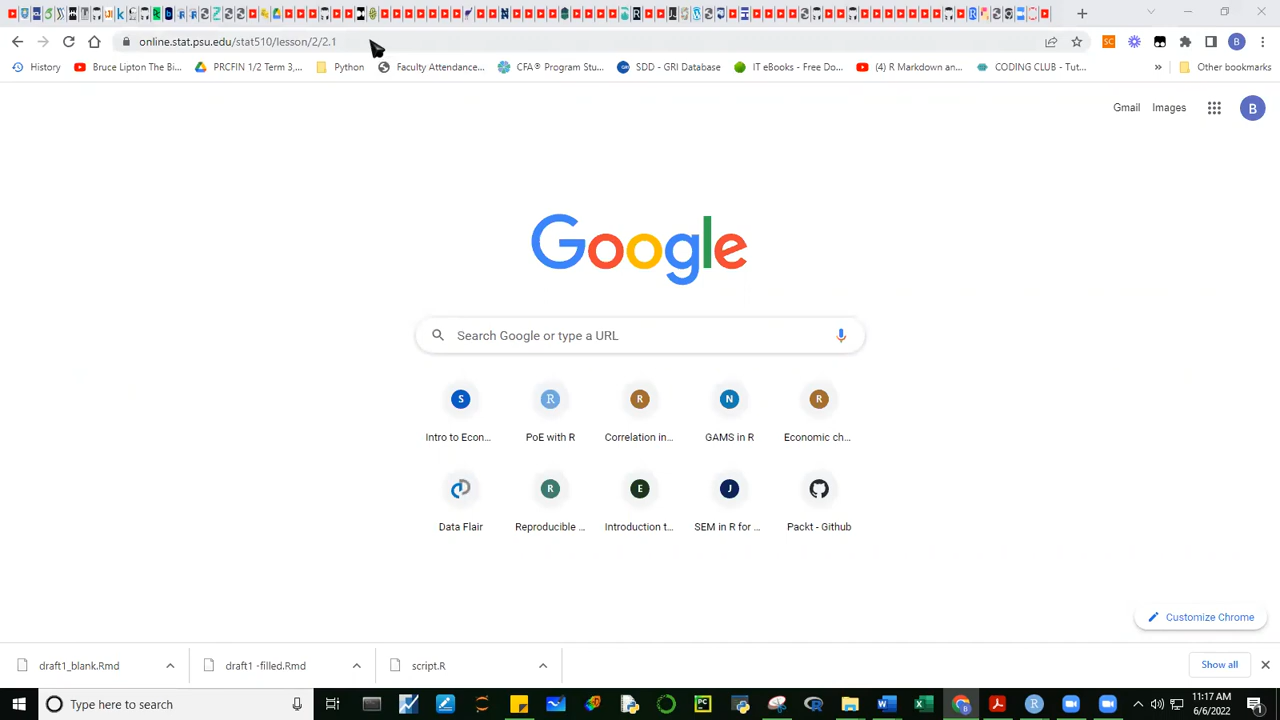 online.stat.psu.edu/stat510/lesson/2/2.1
B
History
Bruce Lipton The Bi...
PRCFIN 1/2 Term 3,...
Python
Faculty Attendance...
CFA® Program Stu...
SDD - GRI Database
IT eBooks - Free Do...
(4) R Markdown an...
CODING CLUB - Tut...
»
Other bookmarks
Gmail
Images
B
Google
Search Google or type a URL
S
R
R
N
R
Intro to Econ...
PoE with R
Correlation in...
GAMS in R
Economic ch...
R
E
J
Data Flair
Reproducible ...
Introduction t...
SEM in R for ...
Packt - Github
Customize Chrome
draft1_blank.Rmd
draft1 -filled.Rmd
script.R
Show all
Type here to search
11:17 AM
6/6/2022